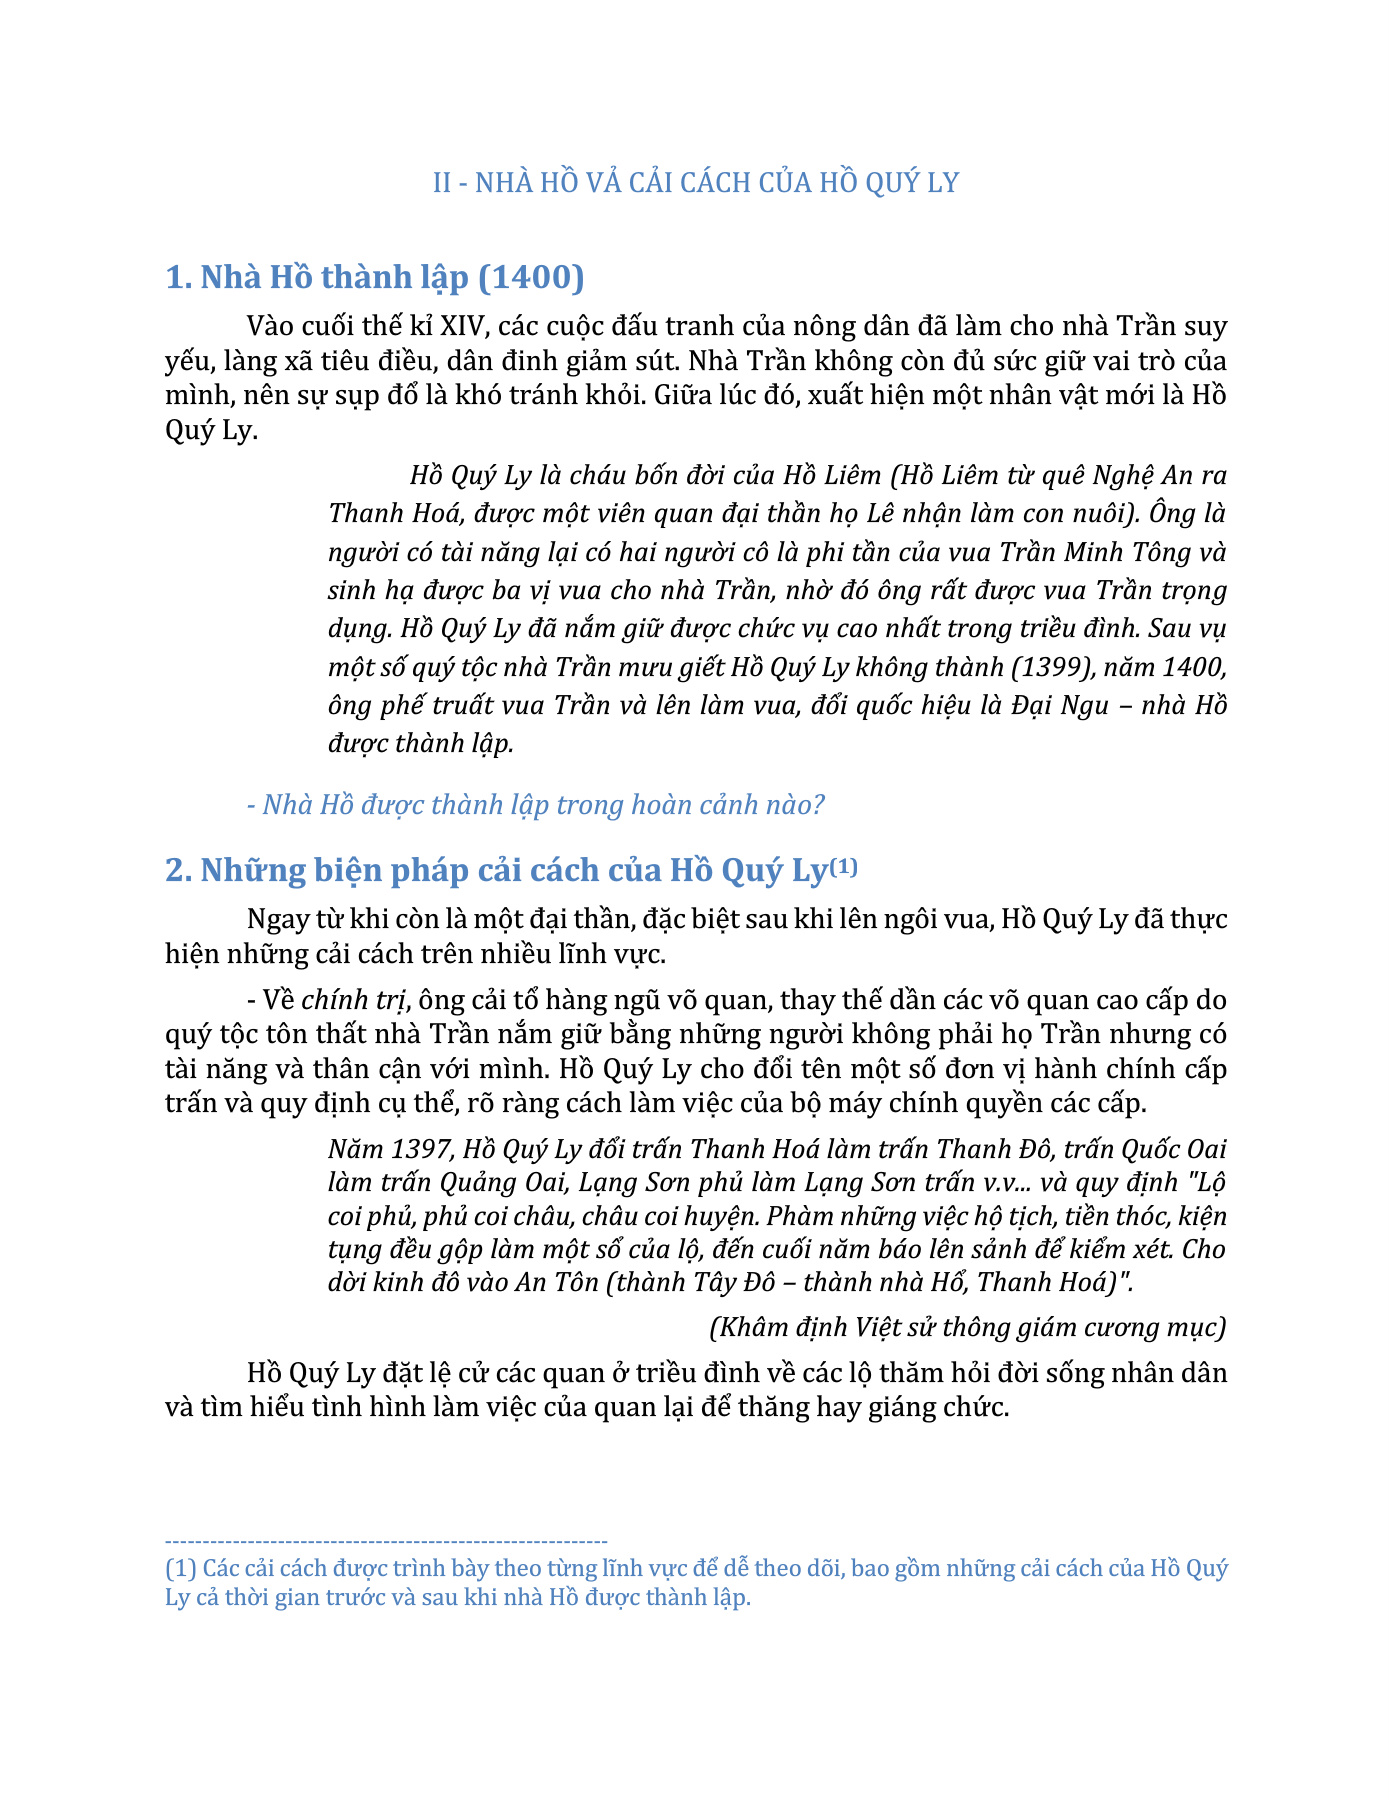 II - NHÀ HỒ VẢ CẢI CÁCH CỦA HỒ QUÝ LY
1. Nhà Hồ thành lập (1400)
Vào cuối thế kỉ XIV, các cuộc đấu tranh của nông dân đã làm cho nhà Trần suy
yếu, làng xã tiêu điều, dân đinh giảm sút. Nhà Trần không còn đủ sức giữ vai trò của
mình, nên sự sụp đổ là khó tránh khỏi. Giữa lúc đó, xuất hiện một nhân vật mới là Hồ
Quý Ly.
Hồ Quý Ly là cháu bốn đời của Hồ Liêm (Hồ Liêm từ quê Nghệ An ra
Thanh Hoá, được một viên quan đại thần họ Lê nhận làm con nuôi). Ông là
người có tài năng lại có hai người cô là phi tần của vua Trần Minh Tông và
sinh hạ được ba vị vua cho nhà Trần, nhờ đó ông rất được vua Trần trọng
dụng. Hồ Quý Ly đã nắm giữ được chức vụ cao nhất trong triều đình. Sau vụ
một số quý tộc nhà Trần mưu giết Hồ Quý Ly không thành (1399), năm 1400,
ông phế truất vua Trần và lên làm vua, đổi quốc hiệu là Đại Ngu – nhà Hồ
được thành lập.
- Nhà Hồ được thành lập trong hoàn cảnh nào?
2. Những biện pháp cải cách của Hồ Quý Ly(1)
Ngay từ khi còn là một đại thần, đặc biệt sau khi lên ngôi vua, Hồ Quý Ly đã thực
hiện những cải cách trên nhiều lĩnh vực.
- Về chính trị, ông cải tổ hàng ngũ võ quan, thay thế dần các võ quan cao cấp do
quý tộc tôn thất nhà Trần nắm giữ bằng những người không phải họ Trần nhưng có
tài năng và thân cận với mình. Hồ Quý Ly cho đổi tên một số đơn vị hành chính cấp
trấn và quy định cụ thể, rõ ràng cách làm việc của bộ máy chính quyền các cấp.
Năm 1397, Hồ Quý Ly đổi trấn Thanh Hoá làm trấn Thanh Đô, trấn Quốc Oai
làm trấn Quảng Oai, Lạng Sơn phủ làm Lạng Sơn trấn v.v... và quy định "Lộ
coi phủ, phủ coi châu, châu coi huyện. Phàm những việc hộ tịch, tiền thóc, kiện
tụng đều gộp làm một sổ của lộ, đến cuối năm báo lên sảnh để kiểm xét. Cho
dời kinh đô vào An Tôn (thành Tây Đô – thành nhà Hổ, Thanh Hoá)".
(Khâm định Việt sử thông giám cương mục)
Hồ Quý Ly đặt lệ cử các quan ở triều đình về các lộ thăm hỏi đời sống nhân dân
và tìm hiểu tình hình làm việc của quan lại để thăng hay giáng chức.
-----------------------------------------------------------
(1) Các cải cách được trình bày theo từng lĩnh vực để dễ theo dõi, bao gồm những cải cách của Hồ Quý
Ly cả thời gian trước và sau khi nhà Hồ được thành lập.